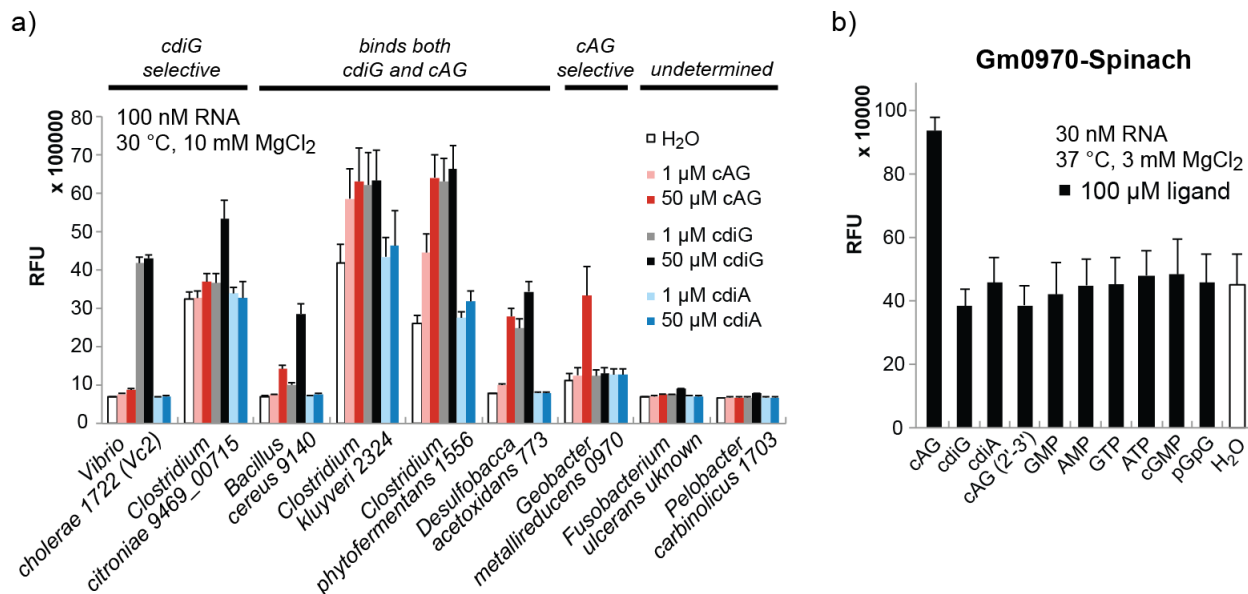 a)
cdiG
selective
binds both
cdiG and cAG
cAG
selective
undetermined
100 nM RNA
30 °C, 10 mM MgCl2
x 100000
RFU
80
70
60
50
40
30
20
10
0
H2O
1 µM cAG
50 µM cAG
1 µM cdiG
50 µM cdiG
1 µM cdiA
50 µM cdiA
Vibrio
cholerae 1722 (Vc2)
Clostridium
citroniae 9469_00715
Bacillus
cereus 9140
Clostridium
kluyveri 2324
Clostridium
phytofermentans 1556
Desulfobacca
acetoxidans 773
Geobacter
metallireducens 0970
Fusobacterium
ulcerans uknown
Pelobacter
carbinolicus 1703
b)
Gm0970-Spinach
x 10000
RFU
100
80
60
40
20
0
30 nM RNA
37 °C, 3 mM MgCl2
100 µM ligand
cAG
cdiG
cdiA
cAG (2'-3')
GMP
AMP
GTP
ATP
cGMP
pGpG
H2O